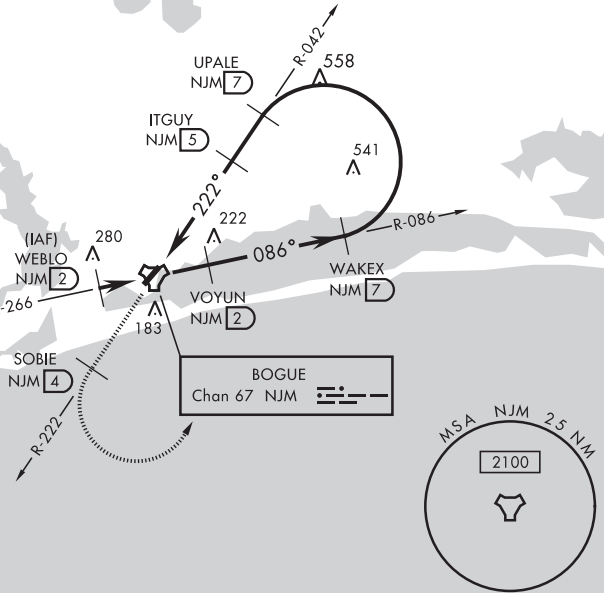 R-042
UPALE
NJM 7
558
ITGUY
NJM 5
541
222°
222
R-086
(IAF)
WEBLO
NJM 2
280
086°
WAKEX
NJM 7
-266
VOYUN
NJM 2
183
SOBIE
NJM 4
BOGUE
Chan 67 NJM
R-222
MSA NJM 25 NM
2100